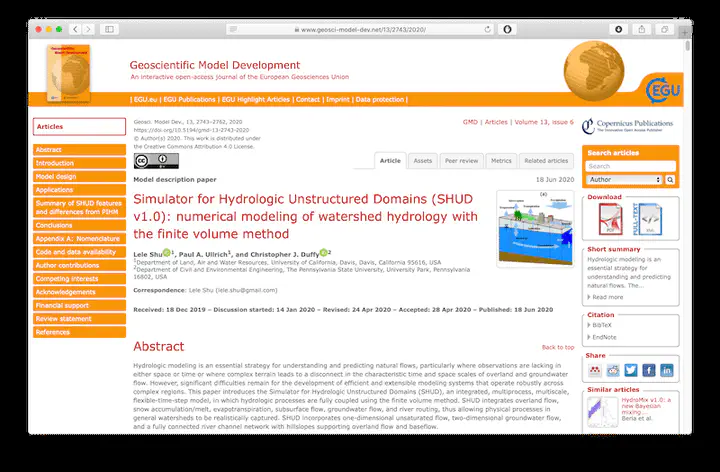 www.geosci-model-dev.net/13/2743/2020/
Geoscientific Model Development
An interactive open-access journal of the European Geosciences Union
| EGU.eu | EGU Publications | EGU Highlight Articles | Contact | Imprint | Data protection |
EGU
Articles
Abstract
Introduction
Model design
Applications
Summary of SHUD features
and differences from PIHM
Conclusions
Appendix A: Nomenclature
Code and data availability
Author contributions
Competing interests
Acknowledgements
Financial support
Review statement
References
Geosci. Model Dev., 13, 2743–2762, 2020
https://doi.org/10.5194/gmd-13-2743-2020
© Author(s) 2020. This work is distributed under
the Creative Commons Attribution 4.0 License.
GMD | Articles | Volume 13, issue 6
Article
Assets
Peer review
Metrics
Related articles
Model description paper
18 Jun 2020
Simulator for Hydrologic Unstructured Domains (SHUD
v1.0): numerical modeling of watershed hydrology with
the finite volume method
Lele Shu 1, Paul A. Ullrich1, and Christopher J. Duffy 2
1Department of Land, Air and Water Resources, University of California, Davis, Davis, California 95616, USA
2Department of Civil and Environmental Engineering, The Pennsylvania State University, University Park, Pennsylvania
16802, USA
Correspondence: Lele Shu (lele.shu@gmail.com)
Received: 18 Dec 2019 – Discussion started: 14 Jan 2020 – Revised: 24 Apr 2020 – Accepted: 28 Apr 2020 – Published: 18 Jun 2020
Abstract
Back to top
Hydrologic modeling is an essential strategy for understanding and predicting natural flows, particularly where observations are lacking in
either space or time or where complex terrain leads to a disconnect in the characteristic time and space scales of overland and groundwater
flow. However, significant difficulties remain for the development of efficient and extensible modeling systems that operate robustly across
complex regions. This paper introduces the Simulator for Hydrologic Unstructured Domains (SHUD), an integrated, multiprocess, multiscale,
flexible-time-step model, in which hydrologic processes are fully coupled using the finite volume method. SHUD integrates overland flow,
snow accumulation/melt, evapotranspiration, subsurface flow, groundwater flow, and river routing, thus allowing physical processes in
general watersheds to be realistically captured. SHUD incorporates one-dimensional unsaturated flow, two-dimensional groundwater flow,
and a fully connected river channel network with hillslopes supporting overland flow and baseflow.
Copernicus Publications
The Innovative Open Access Publisher
Search articles
Search
Author
Download
PDF
FULL-TEXT
XML
Short summary
Hydrologic modeling is an
essential strategy for
understanding and predicting
natural flows. The...
Read more
Citation
BibTeX
EndNote
Share
Similar articles
HydroMix v1.0: a
new Bayesian
mixing ...
Beria et al.